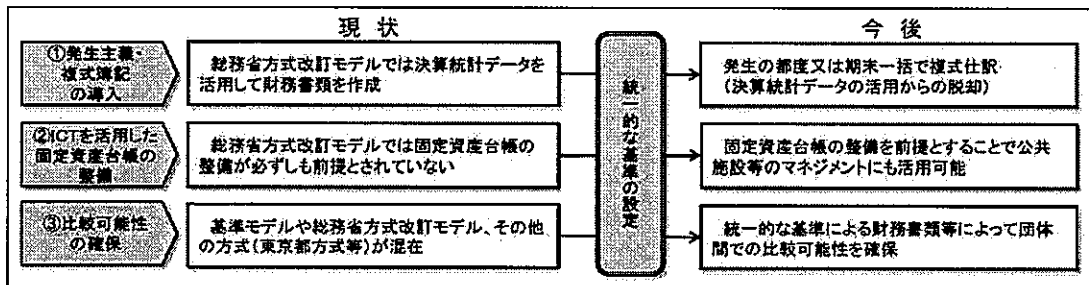 現状
今後
①発生主義・
複式簿記
の導入
総務省方式改訂モデルでは決算統計データを
活用して財務書類を作成
発生の都度又は期末一括で複式仕訳
(決算統計データの活用からの脱却)
②ICTを活用した
固定資産台帳の
整備
総務省方式改訂モデルでは固定資産台帳の
整備が必ずしも前提とされていない
固定資産台帳の整備を前提とすることで公共
施設等のマネジメントにも活用可能
③比較可能性
の確保
基準モデルや総務省方式改訂モデル、その他
の方式(東京都方式等)が混在
統一的な基準による財務書類等によって団体
間での比較可能性を確保
統一的な基準の設定